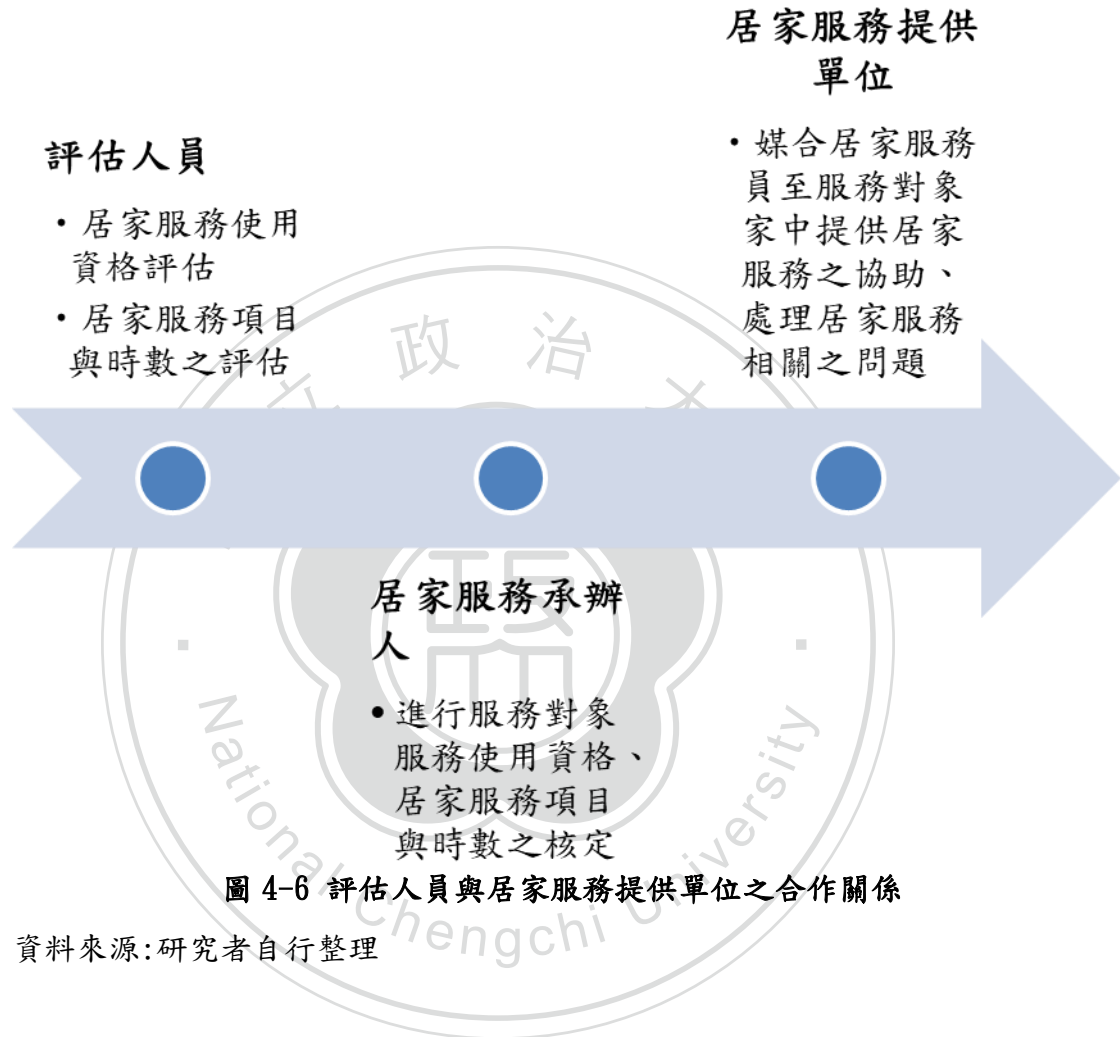 評估人員
・居家服務使用
資格評估
・居家服務項目
與時數之評估
居家服務承辦
人
•進行服務對象
服務使用資格、
居家服務項目
與時數之核定
居家服務提供
單位
・媒合居家服務
員至服務對象
家中提供居家
服務之協助、
處理居家服務
相關之問題
圖 4-6 評估人員與居家服務提供單位之合作關係
資料來源:研究者自行整理
政治
National Chengchi University